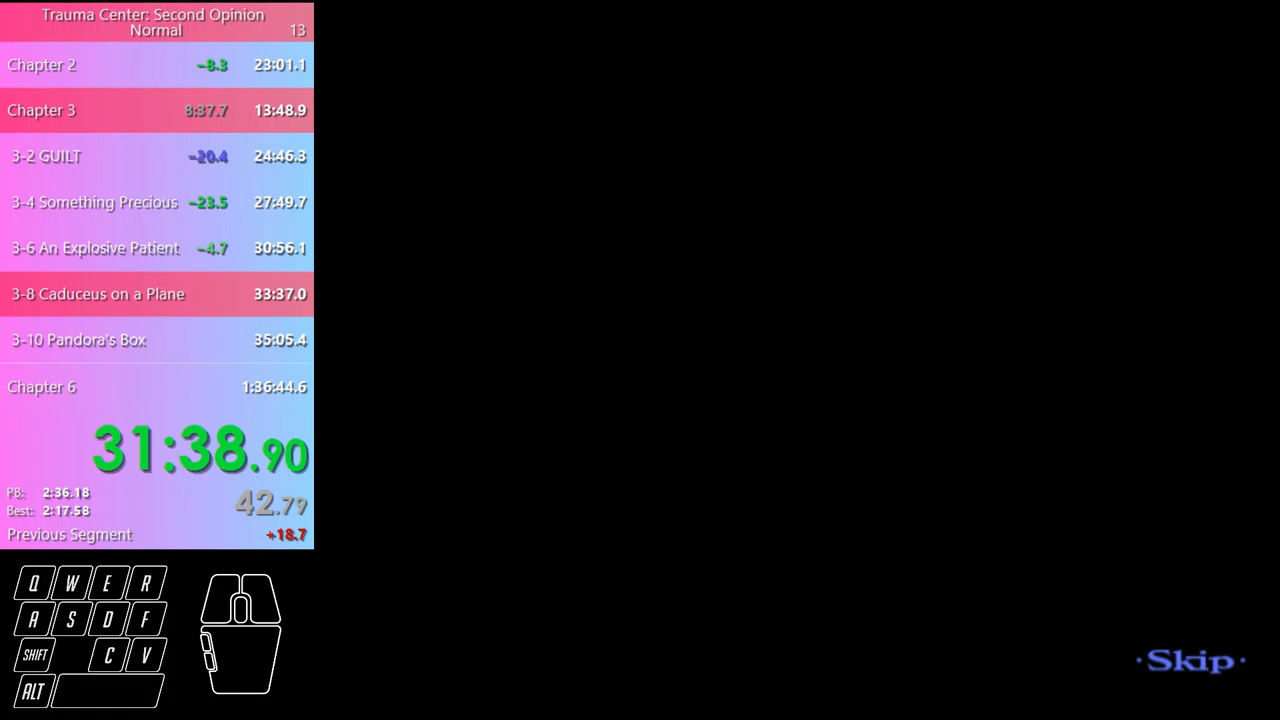 Trauma Center: Second Opinion
Normal 13
Chapter 2 -8.3 23:01.1
Chapter 3 8:37.7 13:48.9
3-2 GUILT -20.4 24:46.3
3-4 Something Precious -23.5 27:49.7
3-6 An Explosive Patient -4.7 30:56.1
3-8 Caduceus on a Plane 33:37.0
3-10 Pandora's Box 35:05.4
Chapter 6 1:36:44.6
31:38.90
PB: 2:36.18 42.79
Best: 2:17.58
Previous Segment +18.7
Q W E R
A S D F
SHIFT C V
ALT
·Skip·